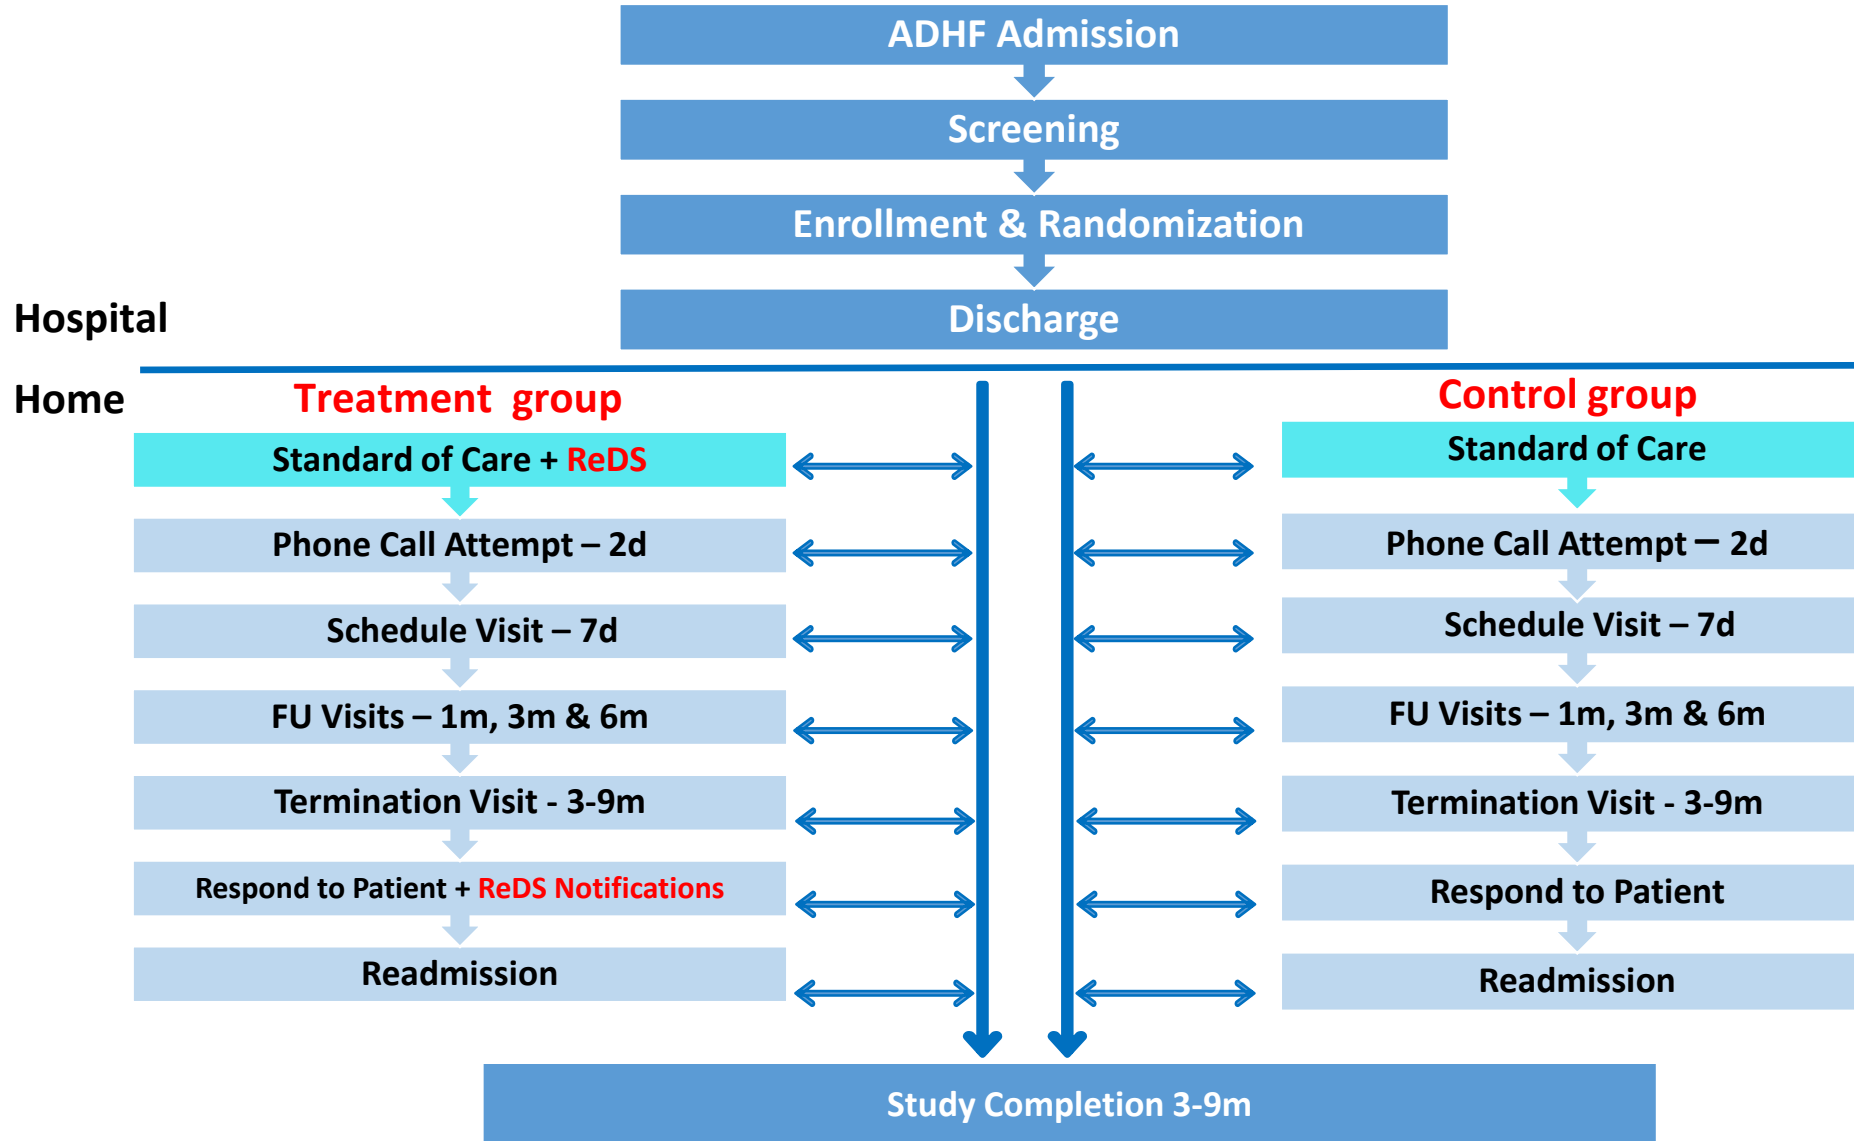 ADHF Admission
Screening
Enrollment & Randomization
Hospital
Discharge
Home
Treatment group
Standard of Care + ReDS
Phone Call Attempt – 2d
Schedule Visit – 7d
FU Visits – 1m, 3m & 6m
Termination Visit - 3-9m
Respond to Patient + ReDS Notifications
Readmission
Control group
Standard of Care
Phone Call Attempt – 2d
Schedule Visit – 7d
FU Visits – 1m, 3m & 6m
Termination Visit - 3-9m
Respond to Patient
Readmission
Study Completion 3-9m